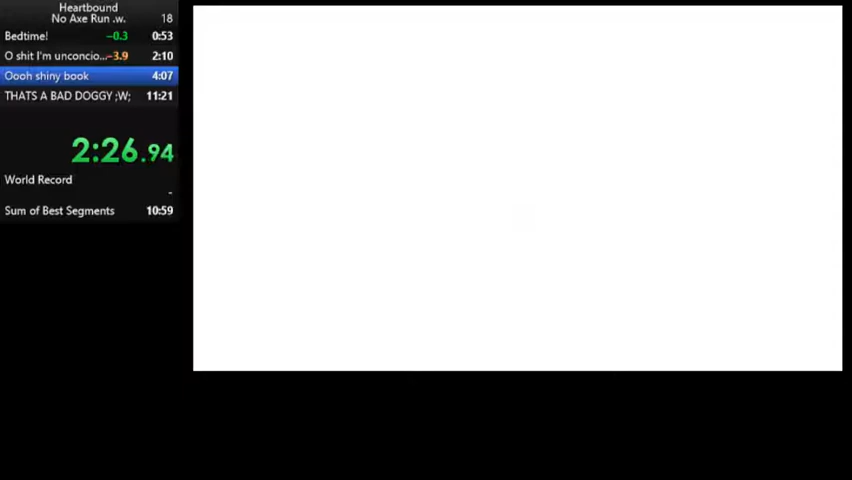 Heartbound
No Axe Run .w. 18
Bedtime! −0.3 0:53
O shit I'm unconcio... −3.9 2:10
Oooh shiny book 4:07
THATS A BAD DOGGY ;W; 11:21
2:26.94
World Record
-
Sum of Best Segments 10:59